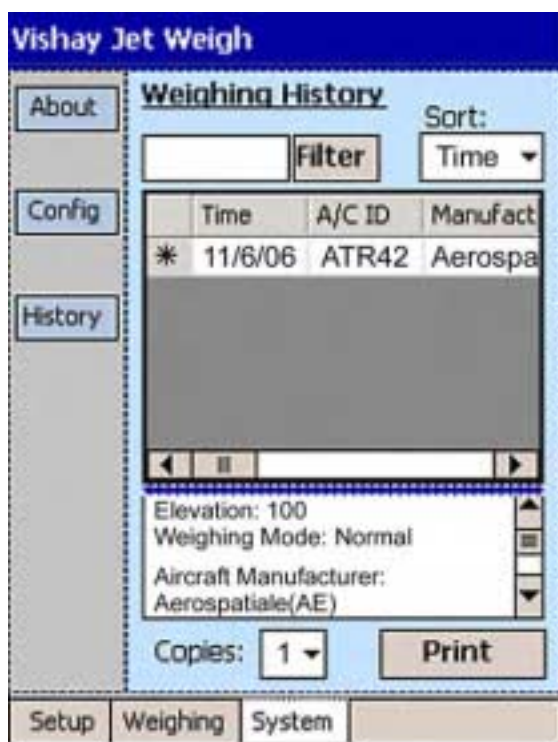 Vishay Jet Weigh
About
Config
History
Weighing History
Sort:
Filter
Time
Time A/C ID Manufact
* 11/6/06 ATR42 Aerospa
Elevation: 100
Weighing Mode: Normal
Aircraft Manufacturer:
Aerospatiale(AE)
Copies: 1 Print
Setup Weighing System